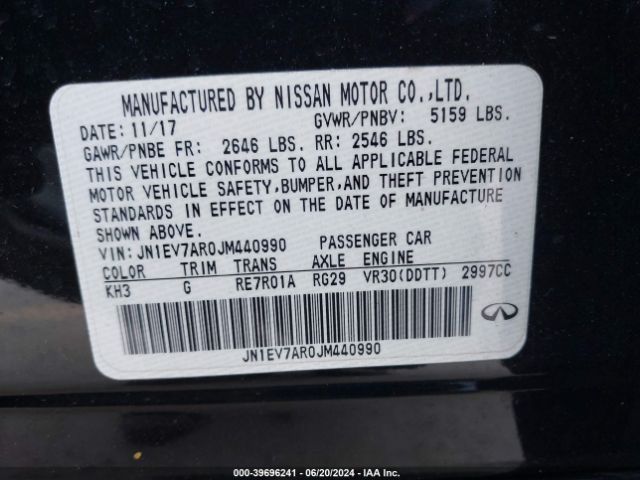 MANUFACTURED BY NISSAN MOTOR CO.,LTD.
DATE: 11/17 GVWR/PNBV: 5159 LBS.
GAWR/PNBE FR: 2646 LBS. RR: 2546 LBS.
THIS VEHICLE CONFORMS TO ALL APPLICABLE FEDERAL
MOTOR VEHICLE SAFETY,BUMPER,AND THEFT PREVENTION
STANDARDS IN EFFECT ON THE DATE OF MANUFACTURE
SHOWN ABOVE.
VIN: JN1EV7AR0JM440990 PASSENGER CAR
COLOR TRIM TRANS AXLE ENGINE
KH3 G RE7R01A RG29 VR30(DDTT) 2997CC
JN1EV7AR0JM440990
000-39696241 - 06/20/2024 - IAA Inc.